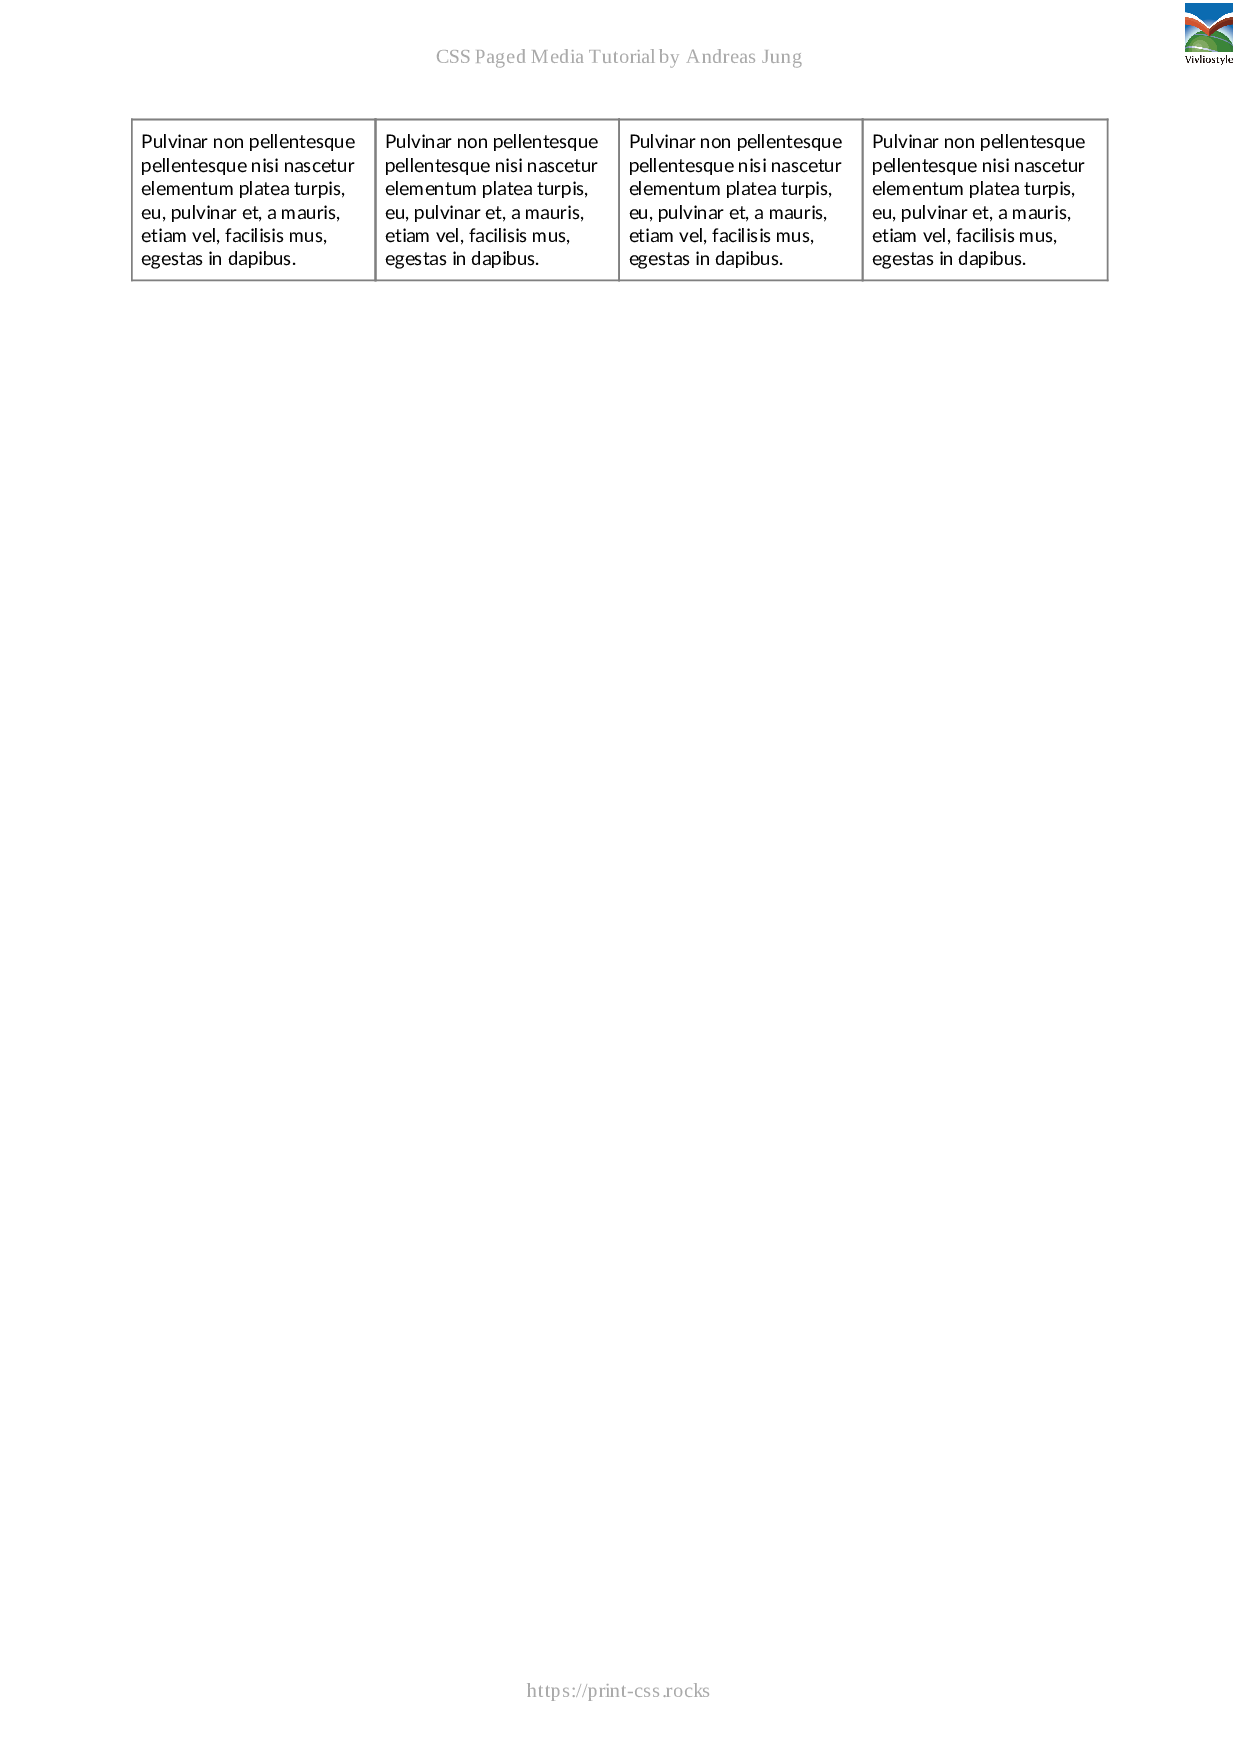 CSS Paged Media Tutorial by Andreas Jung
Vivliostyle
Pulvinar non pellentesque
pellentesque nisi nascetur
elementum platea turpis,
eu, pulvinar et, a mauris,
etiam vel, facilisis mus,
egestas in dapibus.
Pulvinar non pellentesque
pellentesque nisi nascetur
elementum platea turpis,
eu, pulvinar et, a mauris,
etiam vel, facilisis mus,
egestas in dapibus.
Pulvinar non pellentesque
pellentesque nisi nascetur
elementum platea turpis,
eu, pulvinar et, a mauris,
etiam vel, facilisis mus,
egestas in dapibus.
Pulvinar non pellentesque
pellentesque nisi nascetur
elementum platea turpis,
eu, pulvinar et, a mauris,
etiam vel, facilisis mus,
egestas in dapibus.
https://print-css.rocks